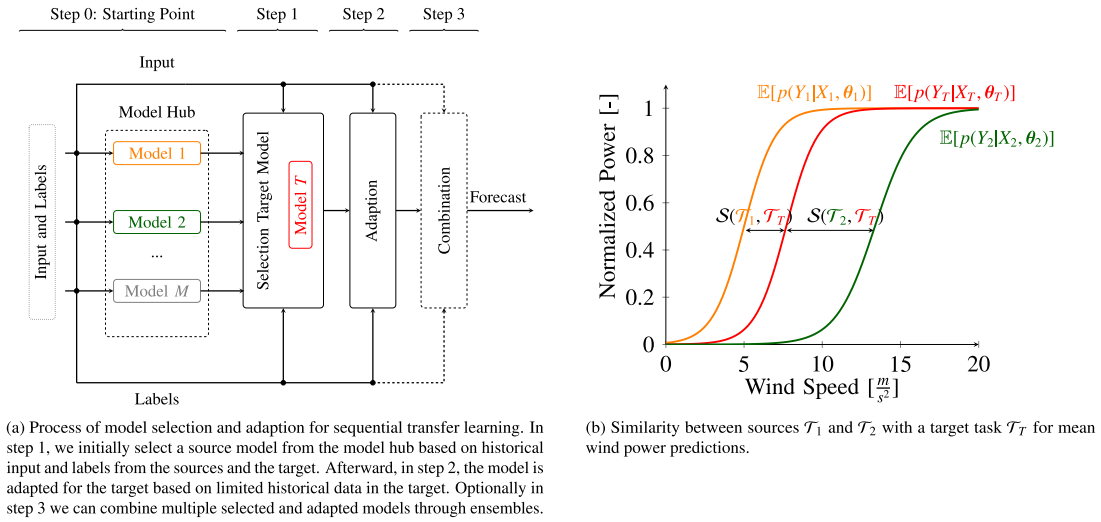 Step 0: Starting Point
Step 1
Step 2
Step 3
Input
Model Hub
Input and Labels
Model 1
Model 2
...
Model M
Selection Target Model
Model T
Adaption
Combination
Forecast
Labels
(a) Process of model selection and adaption for sequential transfer learning. In
step 1, we initially select a source model from the model hub based on historical
input and labels from the sources and the target. Afterward, in step 2, the model is
adapted for the target based on limited historical data in the target. Optionally in
step 3 we can combine multiple selected and adapted models through ensembles.
𝔼[p(Y₁|X₁, θ₁)]
𝔼[p(Y_T|X_T, θ_T)]
𝔼[p(Y₂|X₂, θ₂)]
Normalized Power [-]
1
0.8
0.6
0.4
0.2
0
𝒮(𝒯₁, 𝒯_T)
𝒮(𝒯₂, 𝒯_T)
0
5
10
15
20
Wind Speed [m/s²]
(b) Similarity between sources 𝒯₁ and 𝒯₂ with a target task 𝒯_T for mean
wind power predictions.